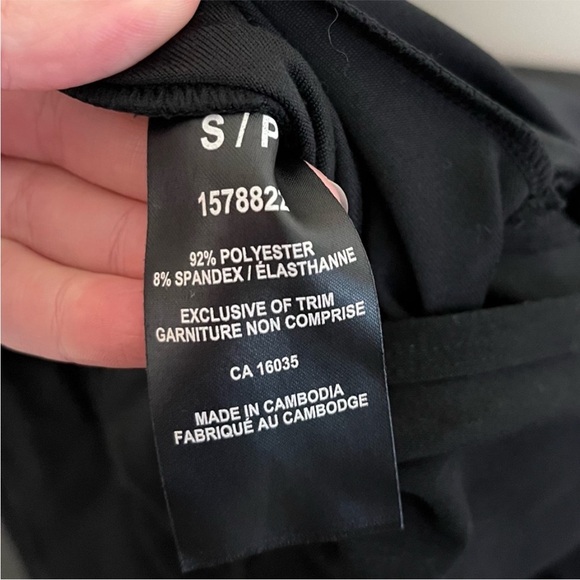 S / P
157882
92% POLYESTER
8% SPANDEX / ÉLASTHANNE
EXCLUSIVE OF TRIM
GARNITURE NON COMPRISE
CA 16035
MADE IN CAMBODIA
FABRIQUÉ AU CAMBODGE